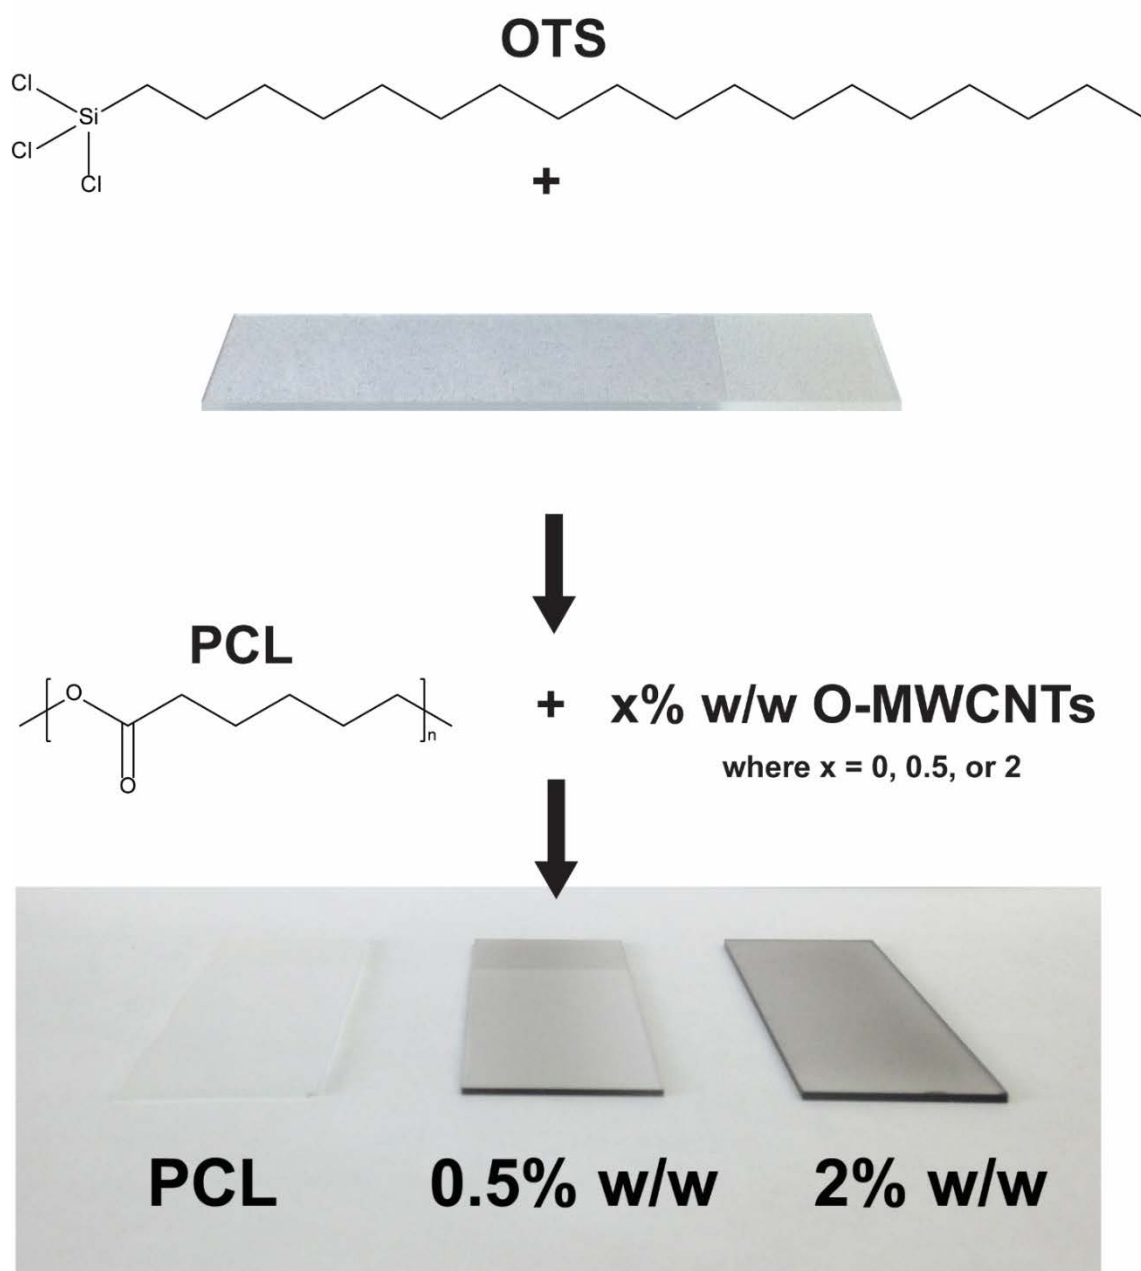 OTS
Cl
Si
Cl
Cl
+
PCL
O
O
n
+ x% w/w O-MWCNTs
where x = 0, 0.5, or 2
PCL 0.5% w/w 2% w/w